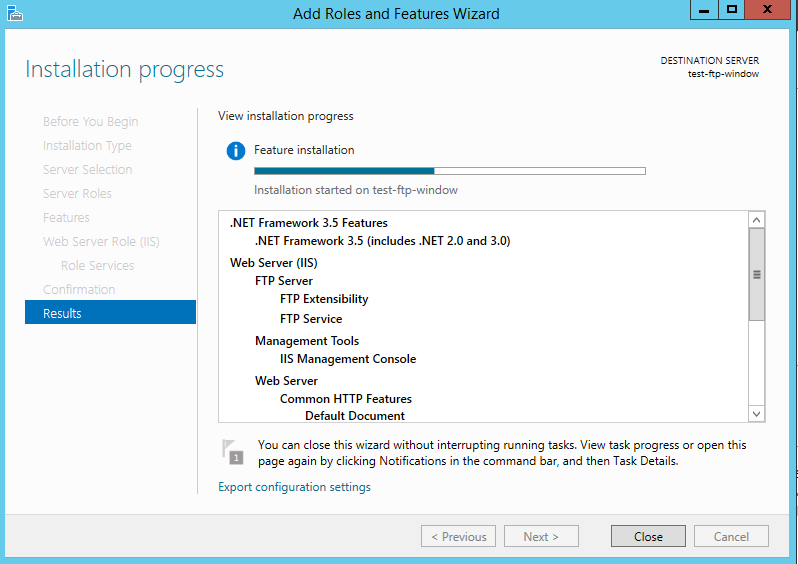 Add Roles and Features Wizard
Installation progress
DESTINATION SERVER
test-ftp-window
Before You Begin
Installation Type
Server Selection
Server Roles
Features
Web Server Role (IIS)
Role Services
Confirmation
Results
View installation progress
Feature installation
Installation started on test-ftp-window
.NET Framework 3.5 Features
.NET Framework 3.5 (includes .NET 2.0 and 3.0)
Web Server (IIS)
FTP Server
FTP Extensibility
FTP Service
Management Tools
IIS Management Console
Web Server
Common HTTP Features
Default Document
1
You can close this wizard without interrupting running tasks. View task progress or open this
page again by clicking Notifications in the command bar, and then Task Details.
Export configuration settings
< Previous
Next >
Close
Cancel